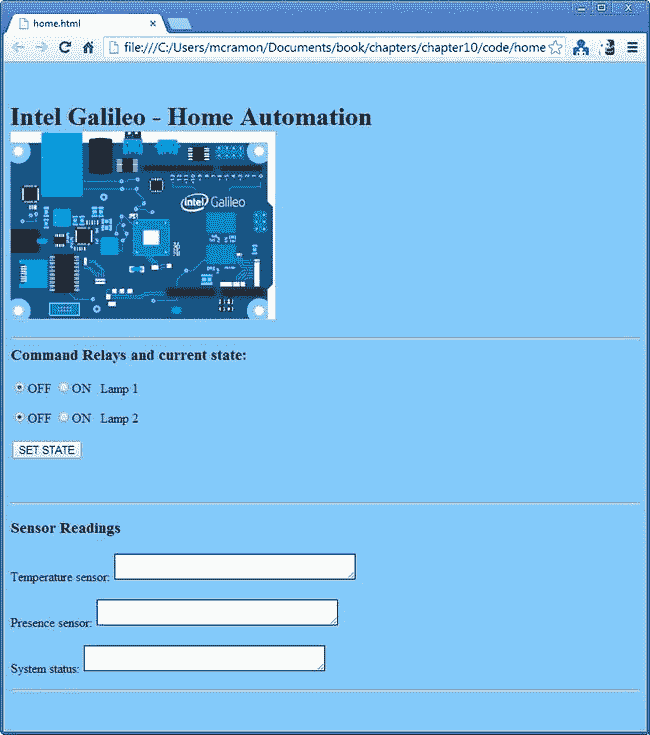 home.html
file:///C:/Users/mcramon/Documents/book/chapters/chapter10/code/home
Intel Galileo - Home Automation
intel Galileo
Command Relays and current state:
OFF ON Lamp 1
OFF ON Lamp 2
SET STATE
Sensor Readings
Temperature sensor:
Presence sensor:
System status: